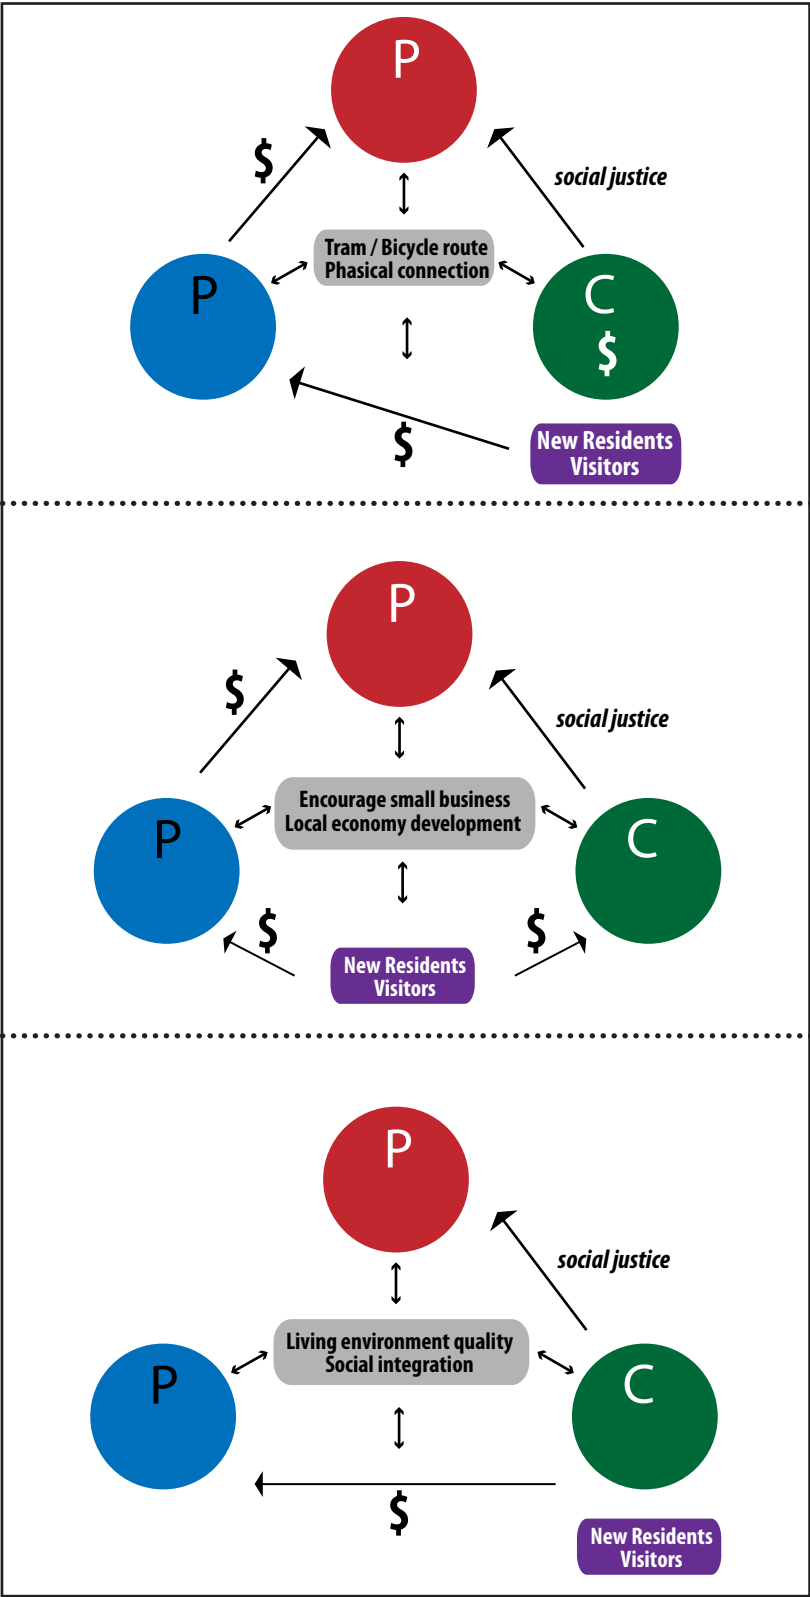 P
$
social justice
Tram / Bicycle route
Phasical connection
P
C
$
$
New Residents
Visitors
P
$
social justice
Encourage small business
Local economy development
P
C
$
$
New Residents
Visitors
P
social justice
Living environment quality
Social integration
P
C
$
New Residents
Visitors